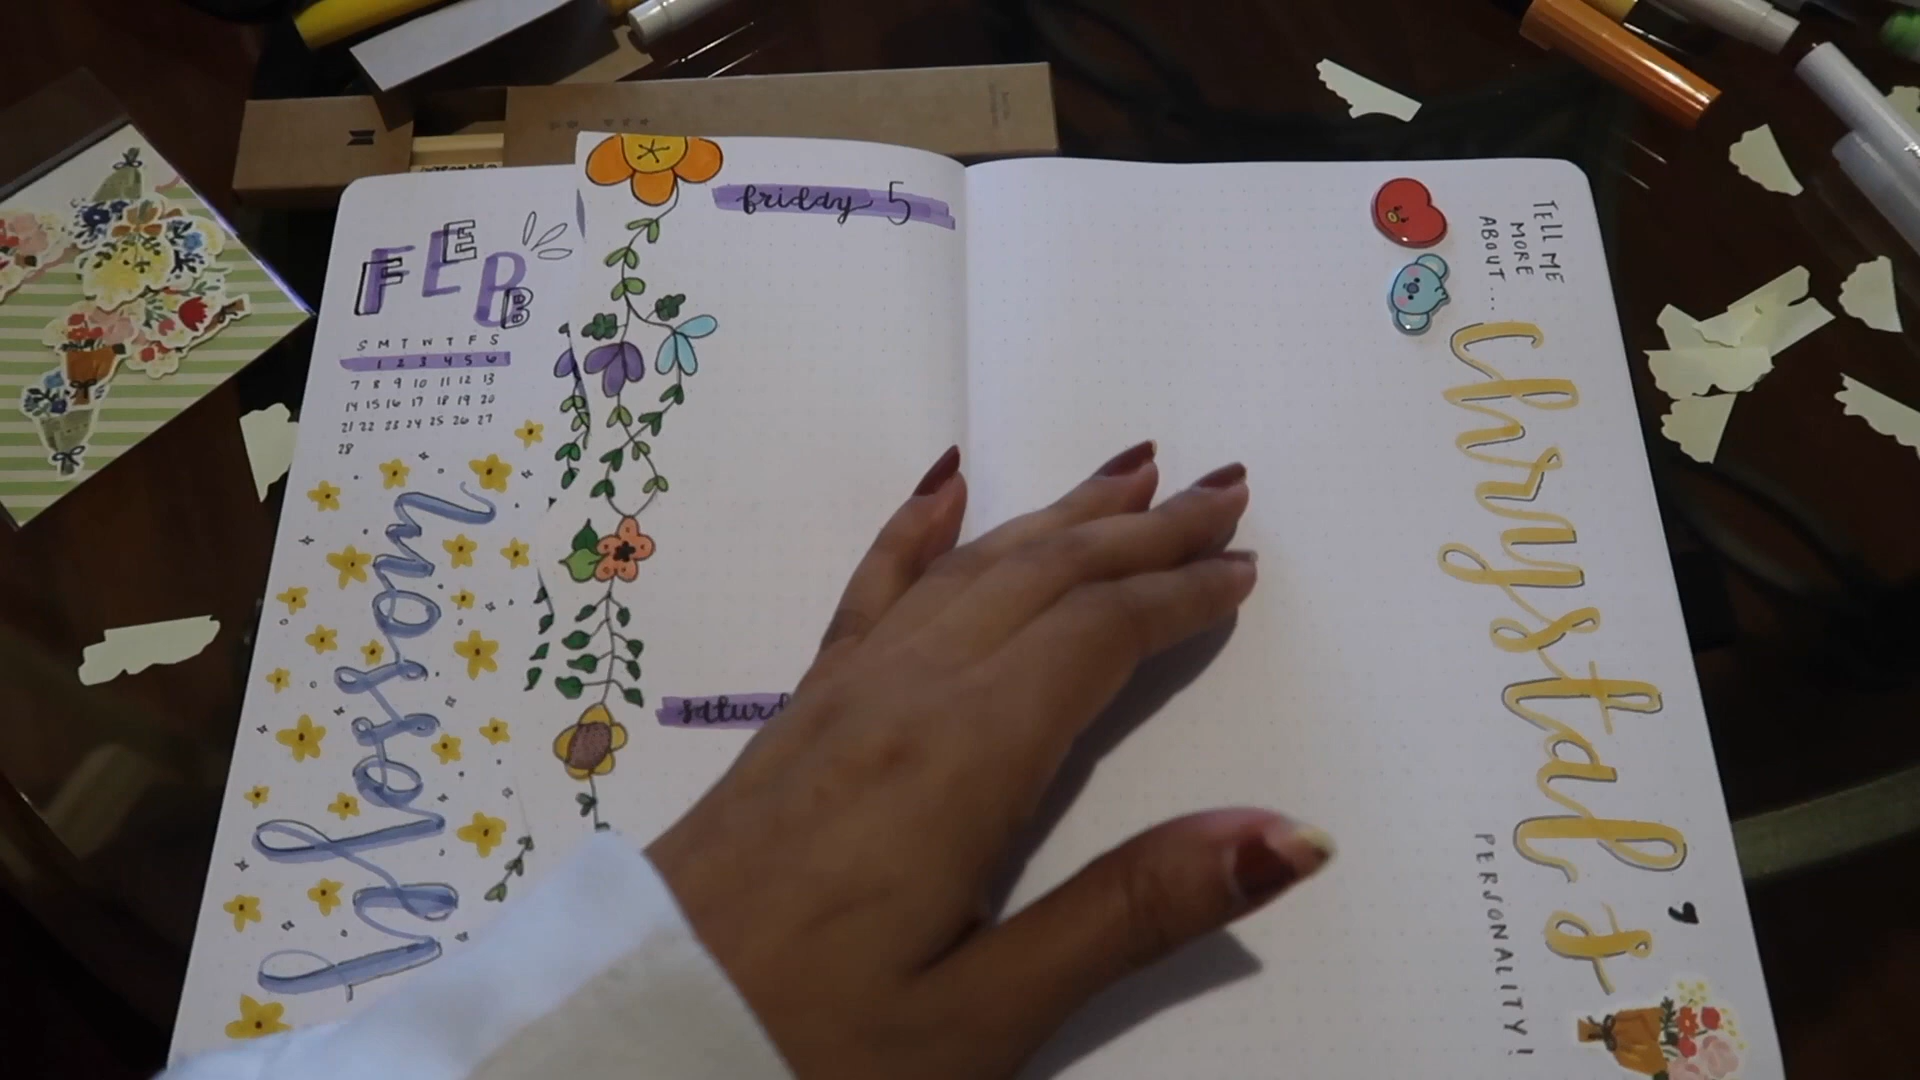 FEB
S M T W T F S
1 2 3 4 5 6
7 8 9 10 11 12 13
14 15 16 17 18 19 20
21 22 23 24 25 26 27
28
blossom
friday 5
saturd
TELL ME
MORE
ABOUT...
Chrystal's
PERSONALITY!